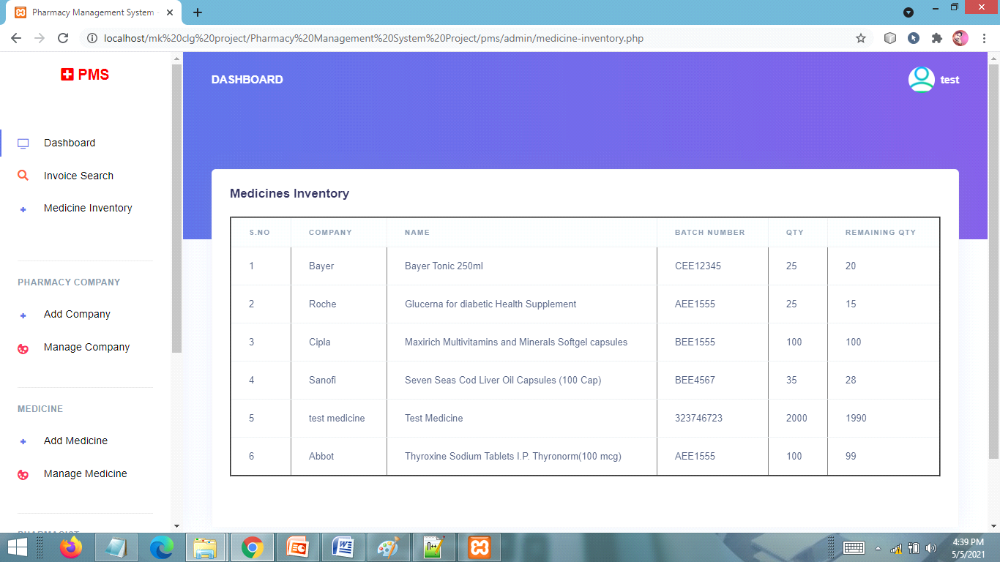 Pharmacy Management System
localhost/mk%20clg%20project/Pharmacy%20Management%20System%20Project/pms/admin/medicine-inventory.php
PMS
DASHBOARD
test
Dashboard
Invoice Search
Medicine Inventory
PHARMACY COMPANY
Add Company
Manage Company
MEDICINE
Add Medicine
Manage Medicine
Medicines Inventory
S.NO COMPANY NAME BATCH NUMBER QTY REMAINING QTY
1 Bayer Bayer Tonic 250ml CEE12345 25 20
2 Roche Glucerna for diabetic Health Supplement AEE1555 25 15
3 Cipla Maxirich Multivitamins and Minerals Softgel capsules BEE1555 100 100
4 Sanofi Seven Seas Cod Liver Oil Capsules (100 Cap) BEE4567 35 28
5 test medicine Test Medicine 323746723 2000 1990
6 Abbot Thyroxine Sodium Tablets I.P. Thyronorm(100 mcg) AEE1555 100 99
4:39 PM
5/5/2021